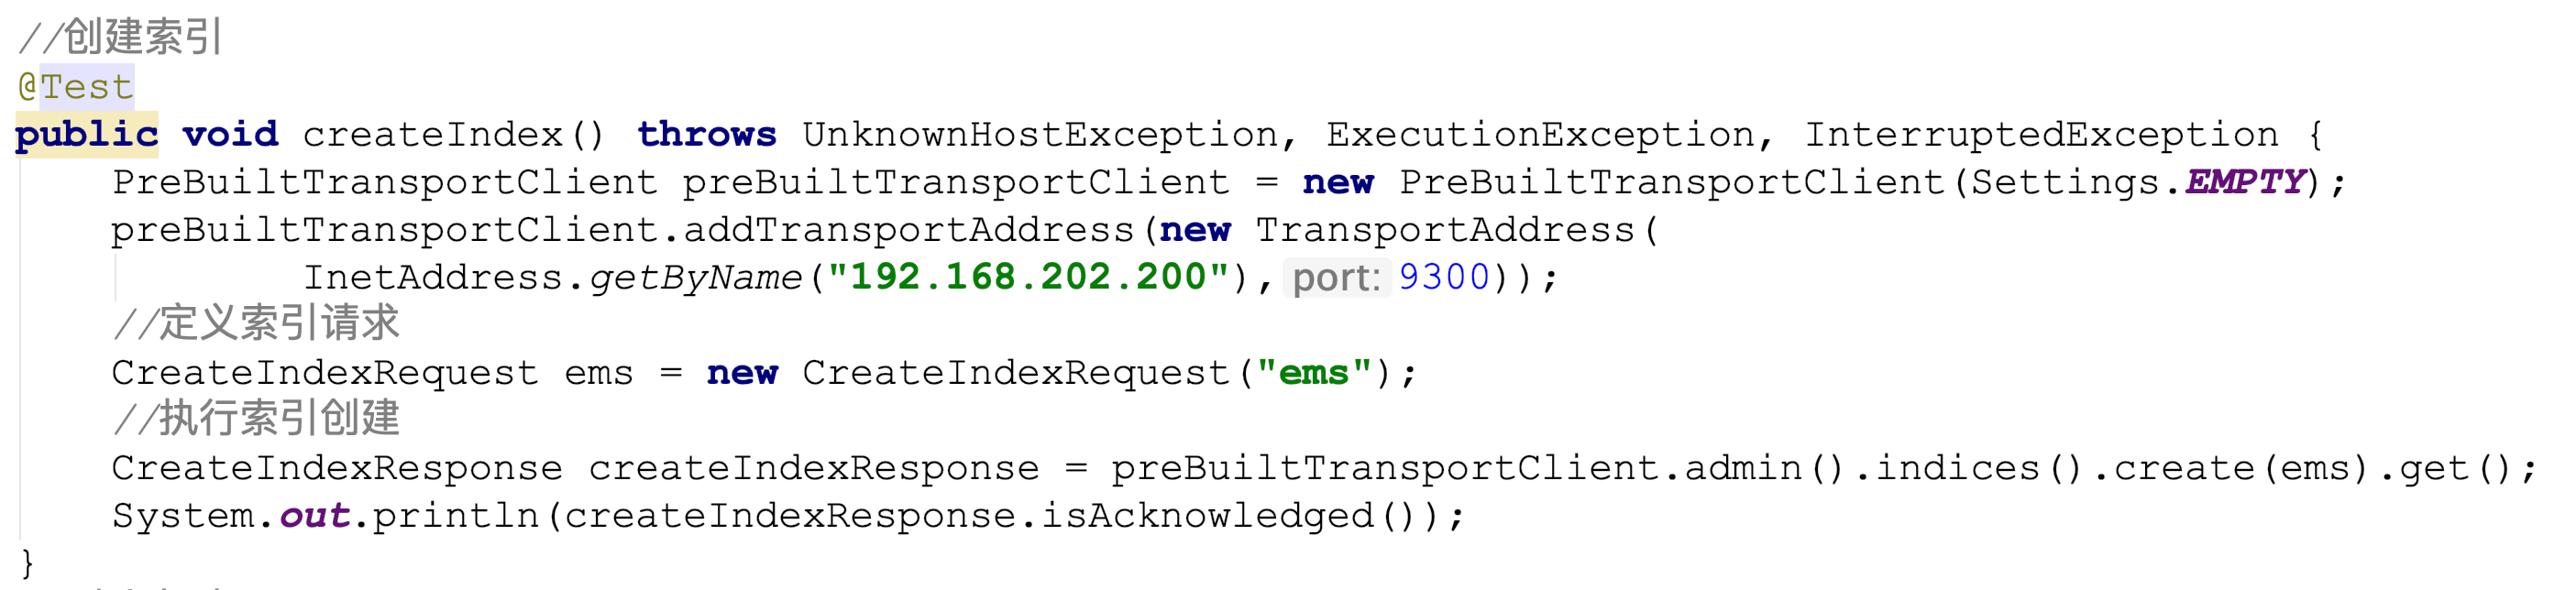 //创建索引
@Test
public void createIndex() throws UnknownHostException, ExecutionException, InterruptedException {
    PreBuiltTransportClient preBuiltTransportClient = new PreBuiltTransportClient(Settings.EMPTY);
    preBuiltTransportClient.addTransportAddress(new TransportAddress(
            InetAddress.getByName("192.168.202.200"), port: 9300));
    //定义索引请求
    CreateIndexRequest ems = new CreateIndexRequest("ems");
    //执行索引创建
    CreateIndexResponse createIndexResponse = preBuiltTransportClient.admin().indices().create(ems).get();
    System.out.println(createIndexResponse.isAcknowledged());
}